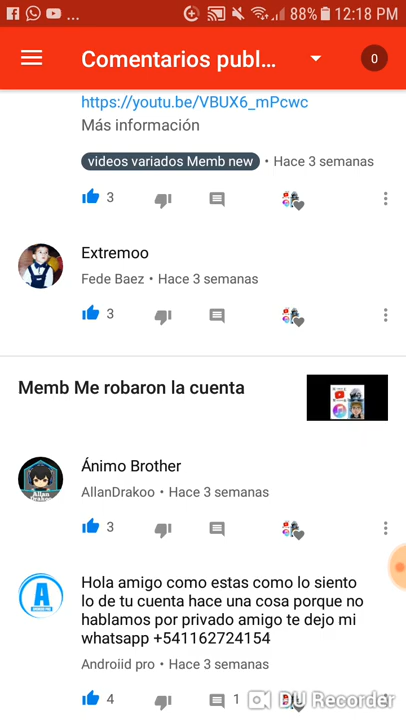 ... 88% 12:18 PM
Comentarios publ... 0
https://youtu.be/VBUX6_mPcwc
Más información
videos variados Memb new • Hace 3 semanas
3
Extremoo
Fede Baez • Hace 3 semanas
3
Memb Me robaron la cuenta
Ánimo Brother
AllanDrakoo • Hace 3 semanas
3
Hola amigo como estas como lo siento
lo de tu cuenta hace una cosa porque no
hablamos por privado amigo te dejo mi
whatsapp +541162724154
Androiid pro • Hace 3 semanas
4 1 DU Recorder